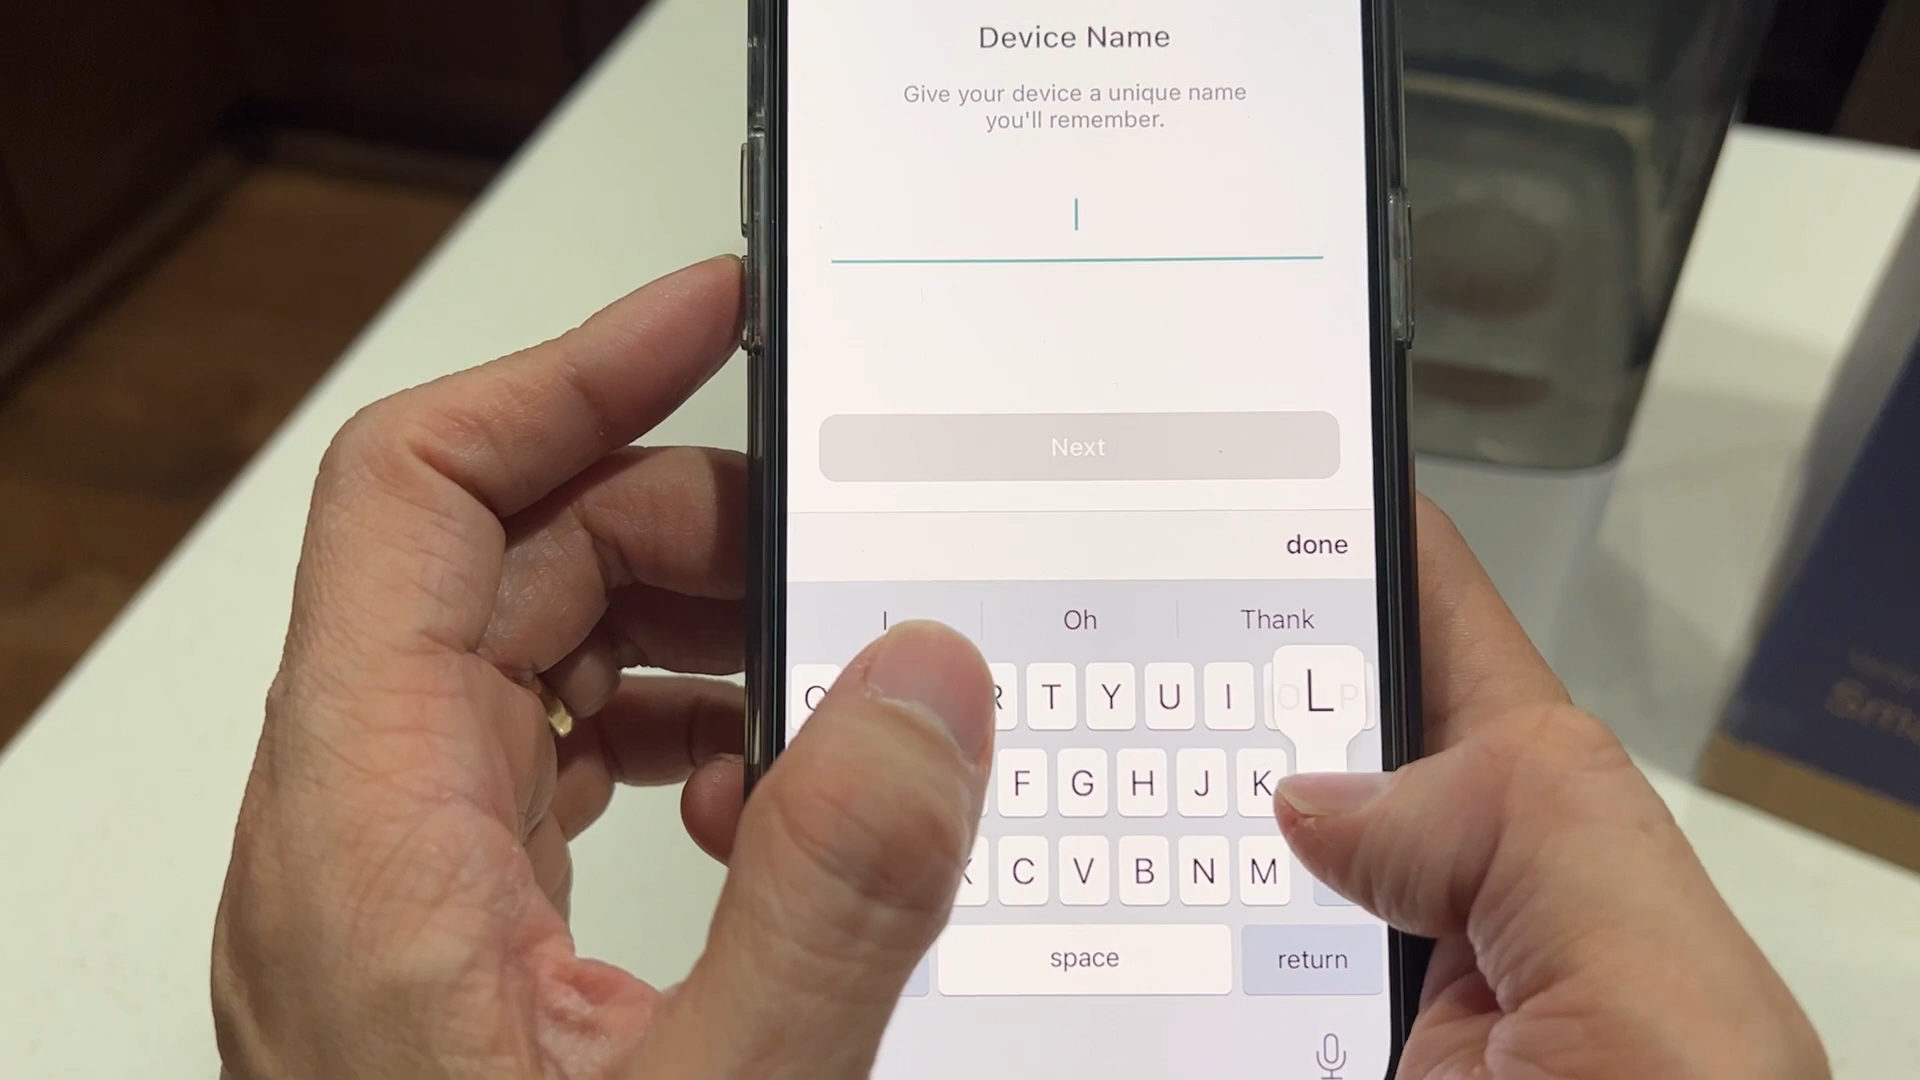 Device Name
Give your device a unique name
you'll remember.
Next
done
I Oh Thank
R T Y U I O P
L
F G H J K
X C V B N M
space return